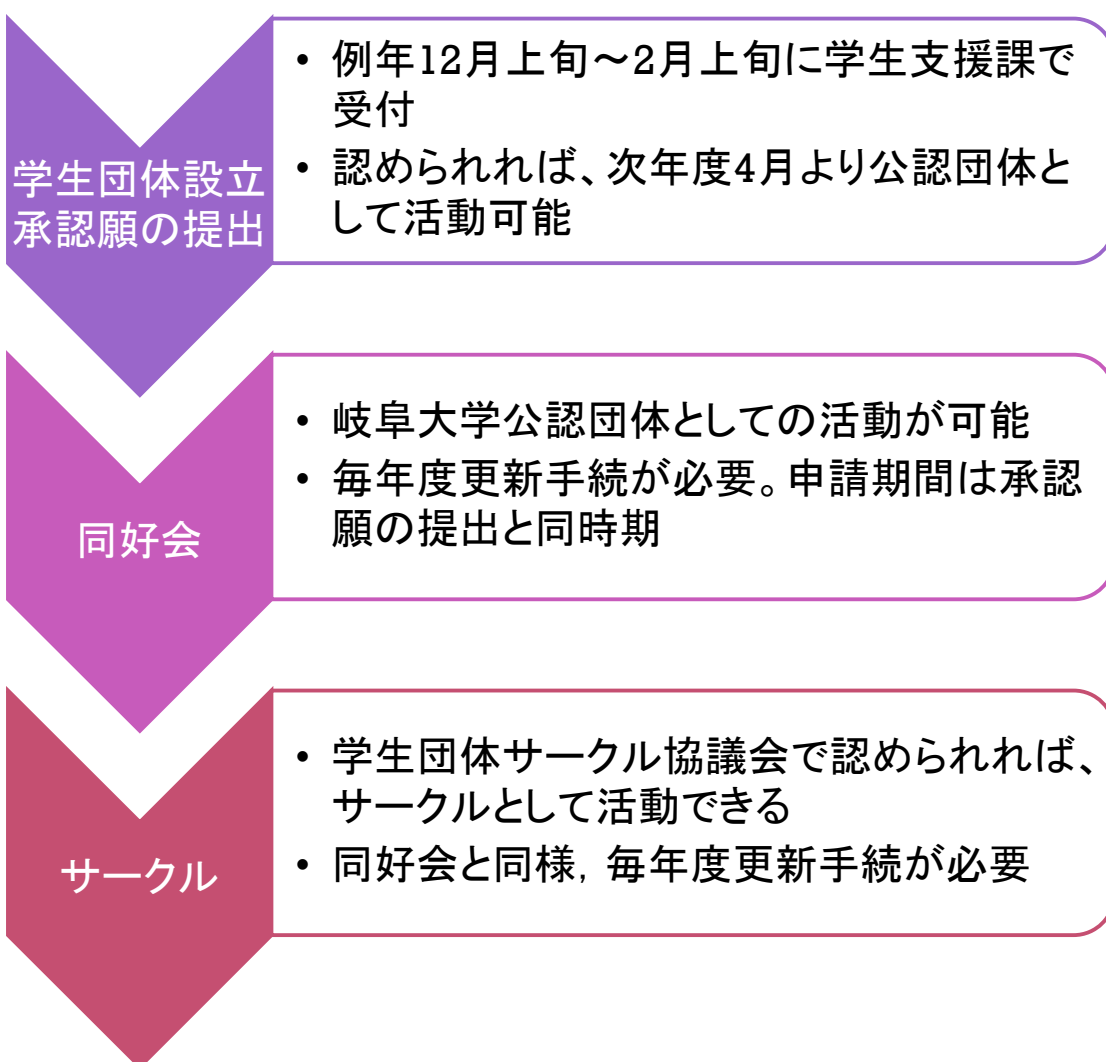 学生団体設立
承認願の提出
• 例年12月上旬～2月上旬に学生支援課で
受付
• 認められれば、次年度4月より公認団体と
して活動可能
同好会
• 岐阜大学公認団体としての活動が可能
• 毎年度更新手続が必要。申請期間は承認
願の提出と同時期
サークル
• 学生団体サークル協議会で認められれば、
サークルとして活動できる
• 同好会と同様，毎年度更新手続が必要